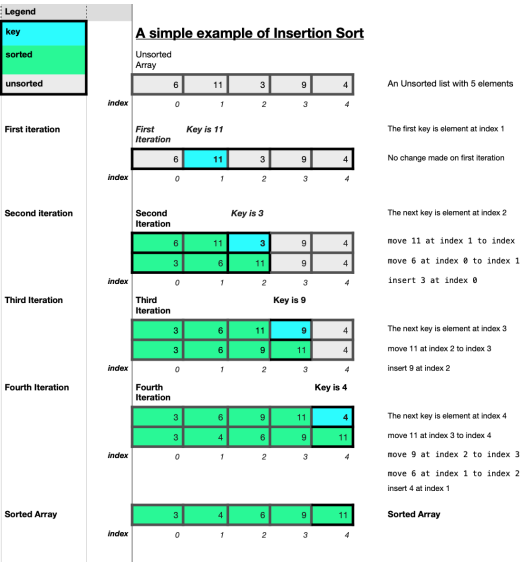 Legend
key
sorted
unsorted
A simple example of Insertion Sort
Unsorted
Array
6 11 3 9 4
An Unsorted list with 5 elements
index 0 1 2 3 4
First iteration
First
Iteration
Key is 11
The first key is element at index 1
6 11 3 9 4
No change made on first iteration
index 0 1 2 3 4
Second iteration
Second
Iteration
Key is 3
The next key is element at index 2
6 11 3 9 4
move 11 at index 1 to index
3 6 11 9 4
move 6 at index 0 to index 1
insert 3 at index 0
index 0 1 2 3 4
Third Iteration
Third
Iteration
Key is 9
3 6 11 9 4
The next key is element at index 3
3 6 9 11 4
move 11 at index 2 to index 3
index 0 1 2 3 4
insert 9 at index 2
Fourth Iteration
Fourth
Iteration
Key is 4
3 6 9 11 4
The next key is element at index 4
3 4 6 9 11
move 11 at index 3 to index 4
index 0 1 2 3 4
move 9 at index 2 to index 3
move 6 at index 1 to index 2
insert 4 at index 1
Sorted Array
3 4 6 9 11
Sorted Array
index 0 1 2 3 4